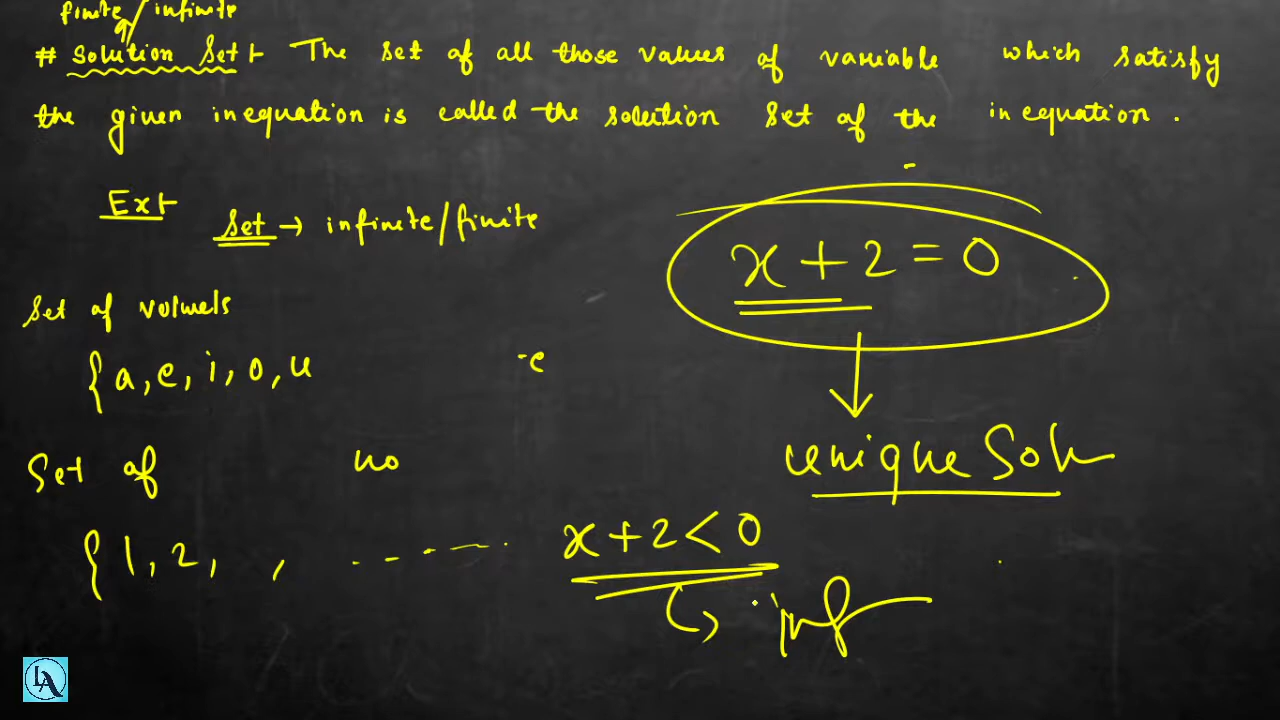 finite / infinite
# Solution Set :- The set of all those values of variable which satisfy
the given inequation is called the solution set of the inequation .
Ex :-
Set → infinite/finite
x + 2 = 0
Set of volwels
{a, e, i, o, u
unique Soln
Set of no
{1, 2, , ........
x + 2 < 0
↳ inf
LA